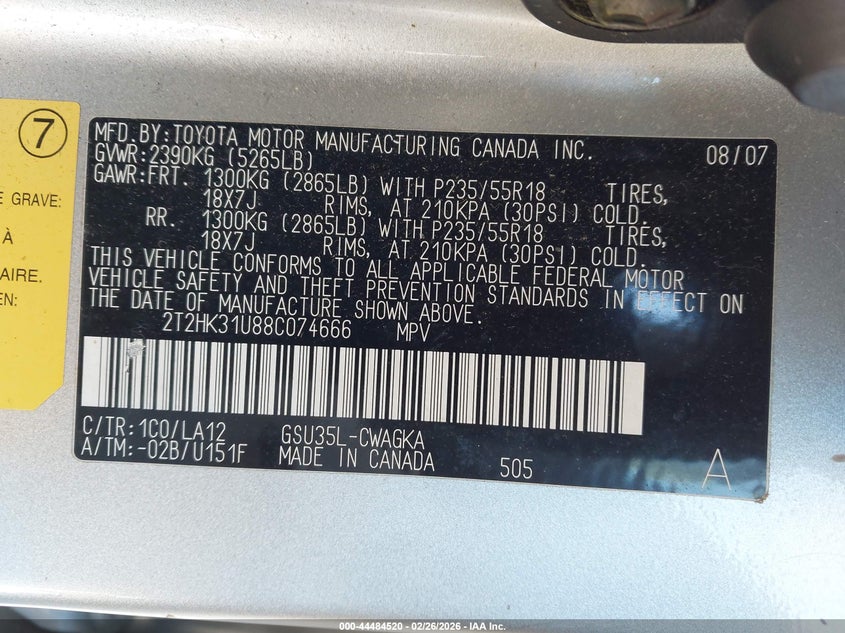 7
E GRAVE:
À
AIRE.
EN:
MFD.BY:TOYOTA MOTOR MANUFACTURING CANADA INC. 08/07
GVWR:2390KG (5265LB)
GAWR:FRT. 1300KG (2865LB) WITH P235/55R18 TIRES,
18X7J RIMS, AT 210KPA (30PSI) COLD.
RR. 1300KG (2865LB) WITH P235/55R18 TIRES,
18X7J RIMS, AT 210KPA (30PSI) COLD.
THIS VEHICLE CONFORMS TO ALL APPLICABLE FEDERAL MOTOR
VEHICLE SAFETY AND THEFT PREVENTION STANDARDS IN EFFECT ON
THE DATE OF MANUFACTURE SHOWN ABOVE.
2T2HK31U88C074666 MPV
C/TR:1C0/LA12 GSU35L-CWAGKA
A/TM:-02B/U151F MADE IN CANADA 505 A
000-44484520 - 02/26/2026 - IAA Inc.